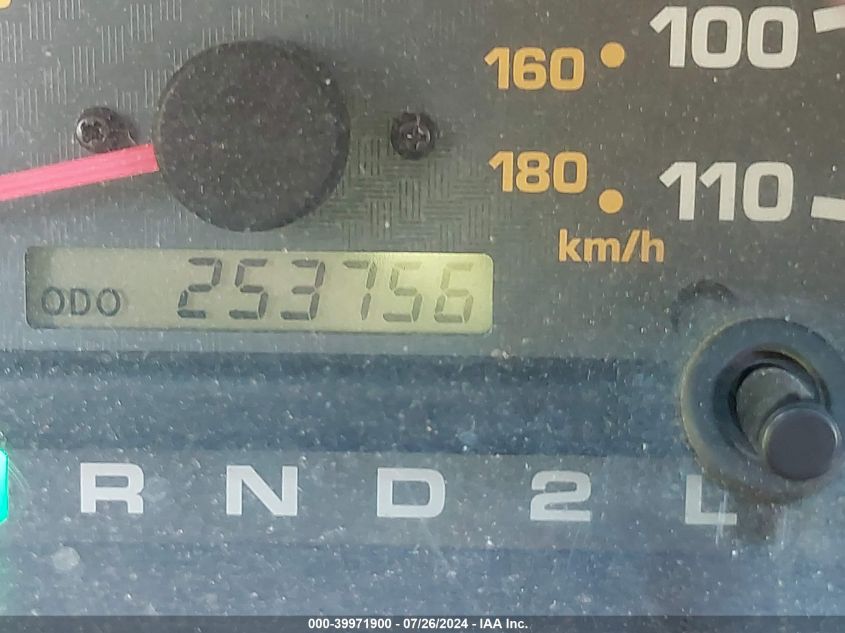 100
160
180
110
km/h
ODO 253756
R N D 2 L
000-39971900 - 07/26/2024 - IAA Inc.